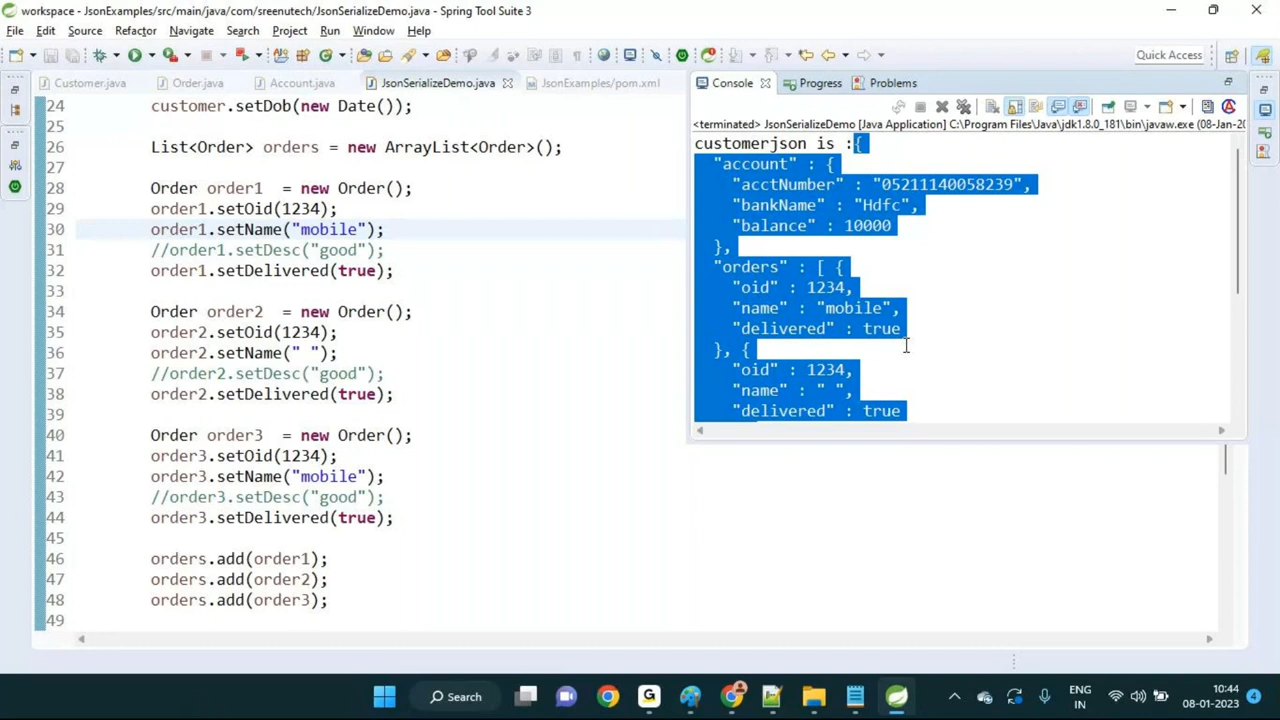 workspace - JsonExamples/src/main/java/com/sreenutech/JsonSerializeDemo.java - Spring Tool Suite 3
File Edit Source Refactor Navigate Search Project Run Window Help
Quick Access
Customer.java Order.java Account.java JsonSerializeDemo.java JsonExamples/pom.xml
24 customer.setDob(new Date());
25
26 List<Order> orders = new ArrayList<Order>();
27
28 Order order1 = new Order();
29 order1.setOid(1234);
30 order1.setName("mobile");
31 //order1.setDesc("good");
32 order1.setDelivered(true);
33
34 Order order2 = new Order();
35 order2.setOid(1234);
36 order2.setName(" ");
37 //order2.setDesc("good");
38 order2.setDelivered(true);
39
40 Order order3 = new Order();
41 order3.setOid(1234);
42 order3.setName("mobile");
43 //order3.setDesc("good");
44 order3.setDelivered(true);
45
46 orders.add(order1);
47 orders.add(order2);
48 orders.add(order3);
49
Console Progress Problems
<terminated> JsonSerializeDemo [Java Application] C:\Program Files\Java\jdk1.8.0_181\bin\javaw.exe (08-Jan-20
customerjson is :{
"account" : {
"acctNumber" : "05211140058239",
"bankName" : "Hdfc",
"balance" : 10000
},
"orders" : [ {
"oid" : 1234,
"name" : "mobile",
"delivered" : true
}, {
"oid" : 1234,
"name" : " ",
"delivered" : true
Search
ENG
IN
10:44
08-01-2023
4